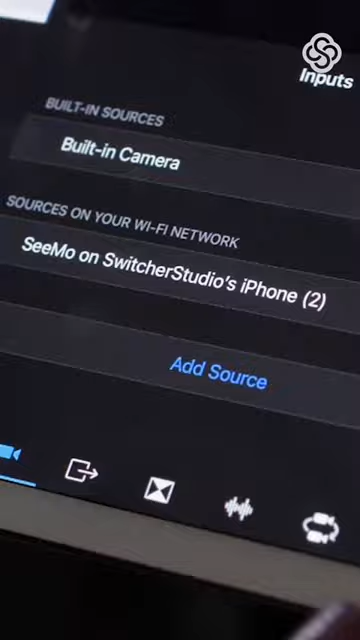 Inputs
BUILT-IN SOURCES
Built-in Camera
SOURCES ON YOUR WI-FI NETWORK
SeeMo on SwitcherStudio's iPhone (2)
Add Source